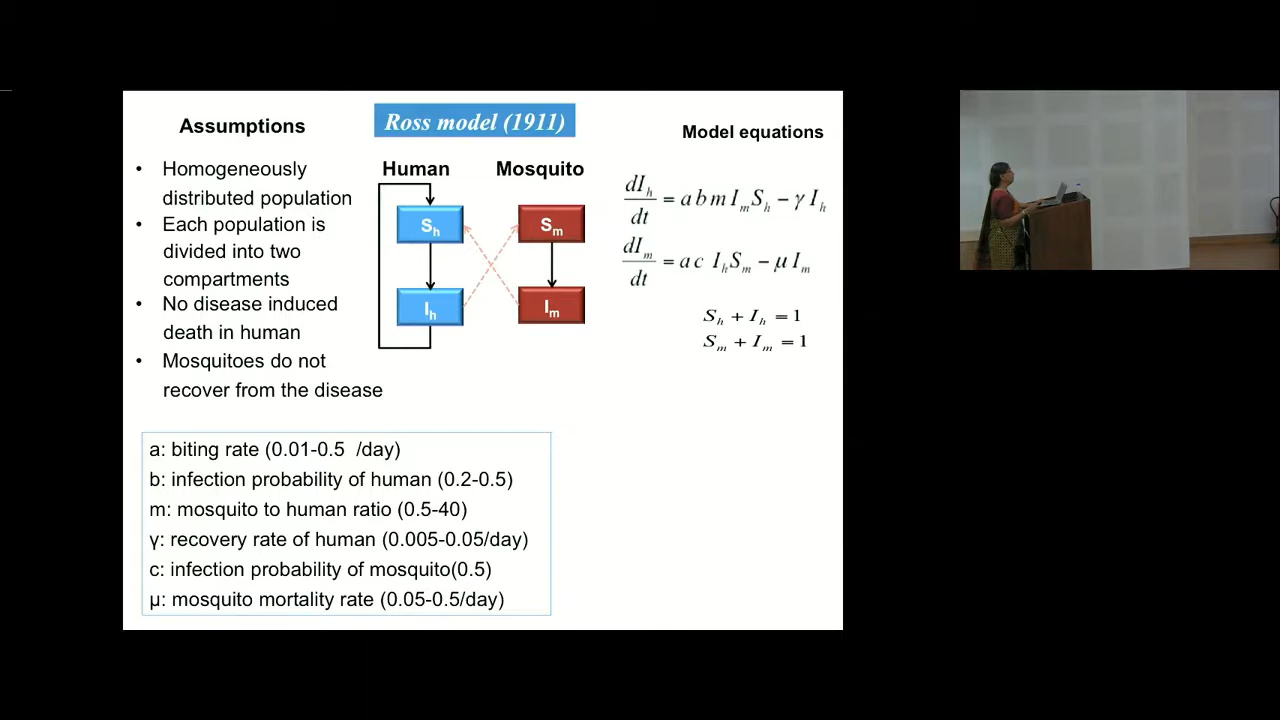 Assumptions
Ross model (1911)
Model equations
• Homogeneously
distributed population
• Each population is
divided into two
compartments
• No disease induced
death in human
• Mosquitoes do not
recover from the disease
Human Mosquito
S_h S_m
I_h I_m
dI_h/dt = a b m I_m S_h − γ I_h
dI_m/dt = a c I_h S_m − μ I_m
S_h + I_h = 1
S_m + I_m = 1
a: biting rate (0.01-0.5 /day)
b: infection probability of human (0.2-0.5)
m: mosquito to human ratio (0.5-40)
γ: recovery rate of human (0.005-0.05/day)
c: infection probability of mosquito(0.5)
μ: mosquito mortality rate (0.05-0.5/day)